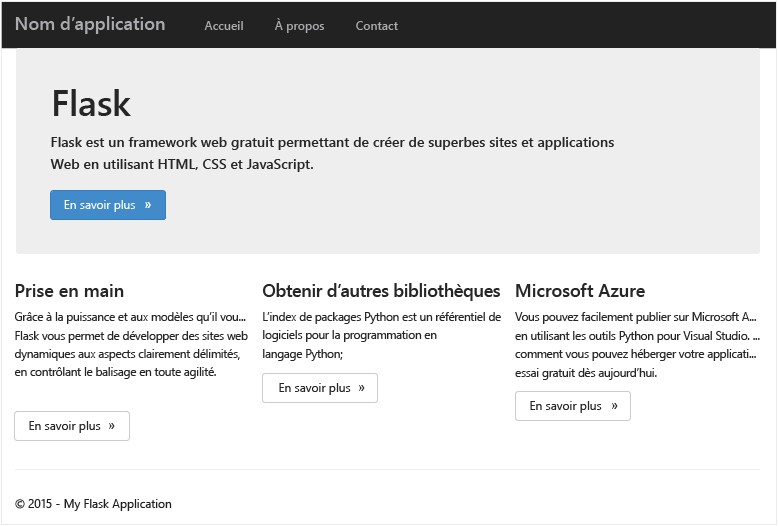 Nom d’application Accueil À propos Contact
Flask
Flask est un framework web gratuit permettant de créer de superbes sites et applications
Web en utilisant HTML, CSS et JavaScript.
En savoir plus »
Prise en main
Grâce à la puissance et aux modèles qu’il vou...
Flask vous permet de développer des sites web
dynamiques aux aspects clairement délimités,
en contrôlant le balisage en toute agilité.
En savoir plus »
Obtenir d’autres bibliothèques
L’index de packages Python est un référentiel de
logiciels pour la programmation en
langage Python;
En savoir plus »
Microsoft Azure
Vous pouvez facilement publier sur Microsoft A...
en utilisant les outils Python pour Visual Studio. ...
comment vous pouvez héberger votre applicati...
essai gratuit dès aujourd’hui.
En savoir plus »
© 2015 - My Flask Application